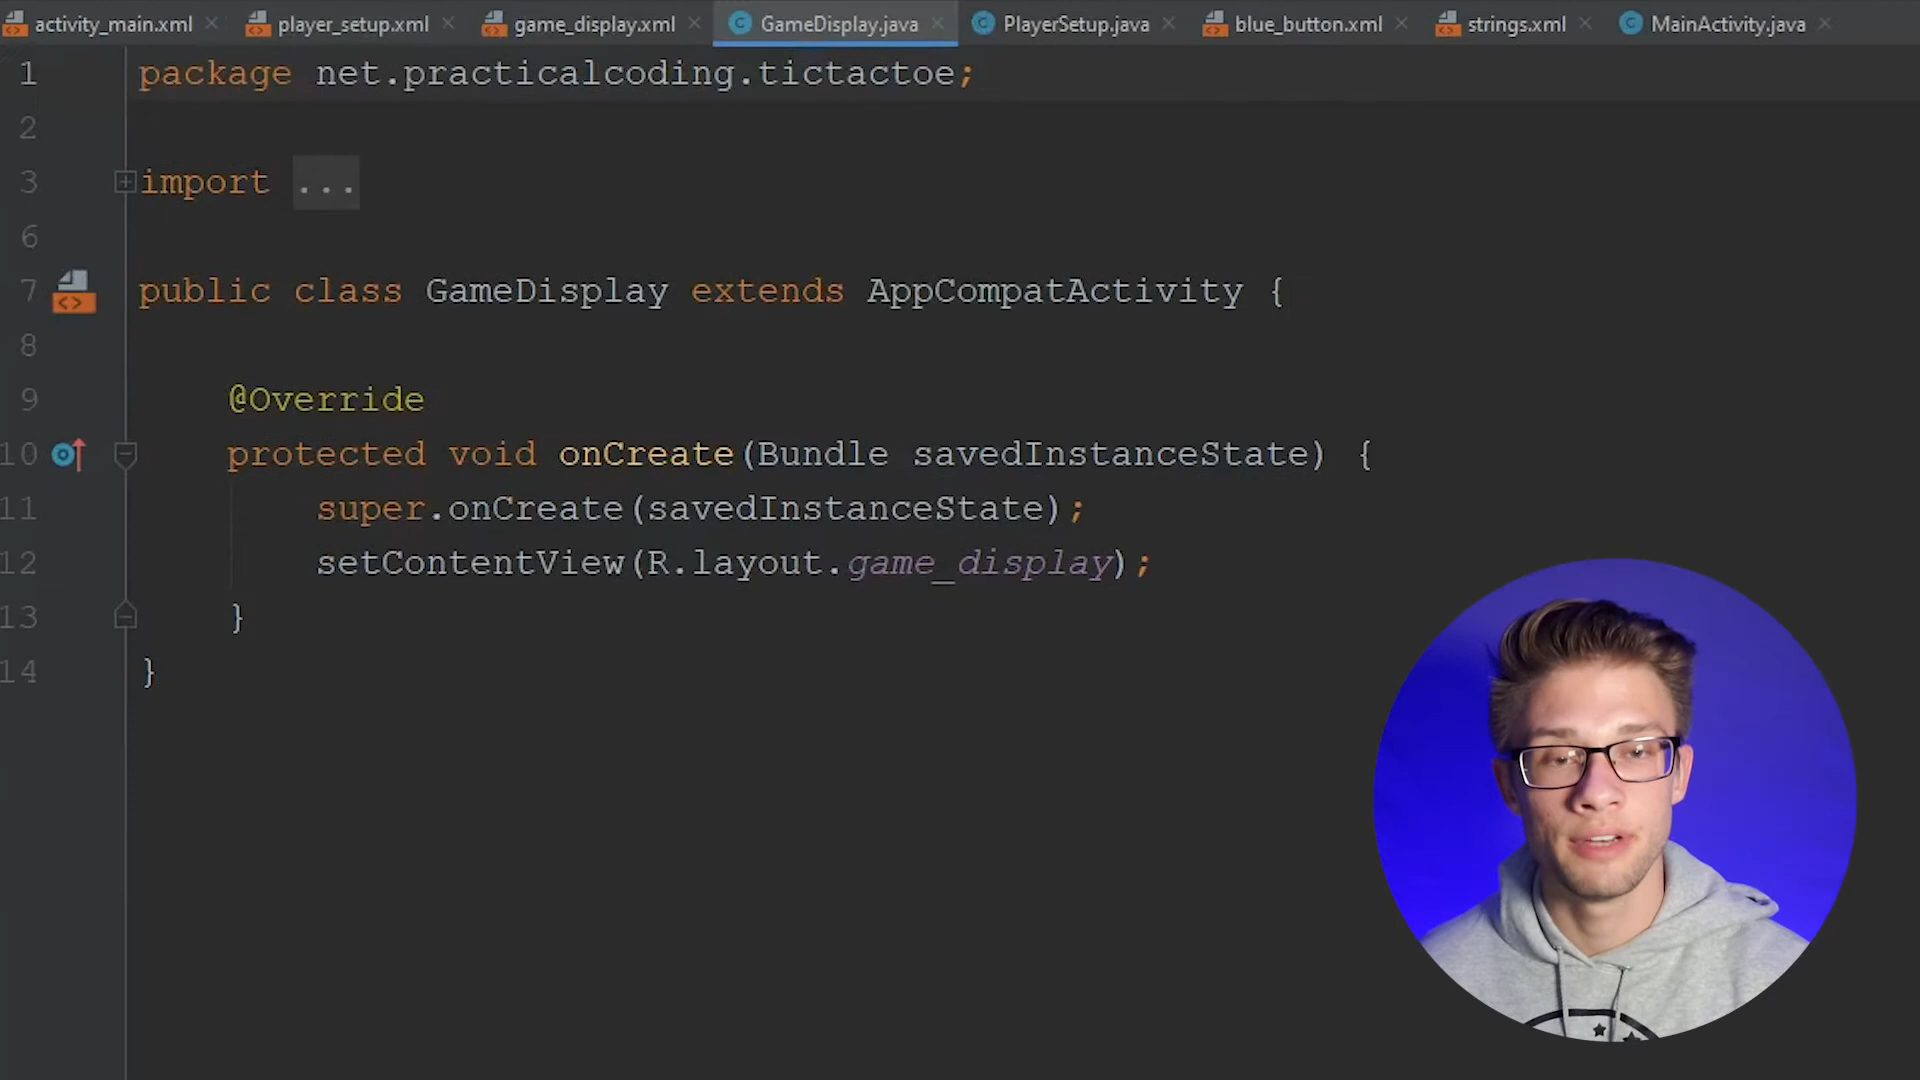 activity_main.xml player_setup.xml game_display.xml GameDisplay.java PlayerSetup.java blue_button.xml strings.xml MainActivity.java
1 package net.practicalcoding.tictactoe;
2
3 import ...
6
7 public class GameDisplay extends AppCompatActivity {
8
9 @Override
10 protected void onCreate(Bundle savedInstanceState) {
11 super.onCreate(savedInstanceState);
12 setContentView(R.layout.game_display);
13 }
14 }